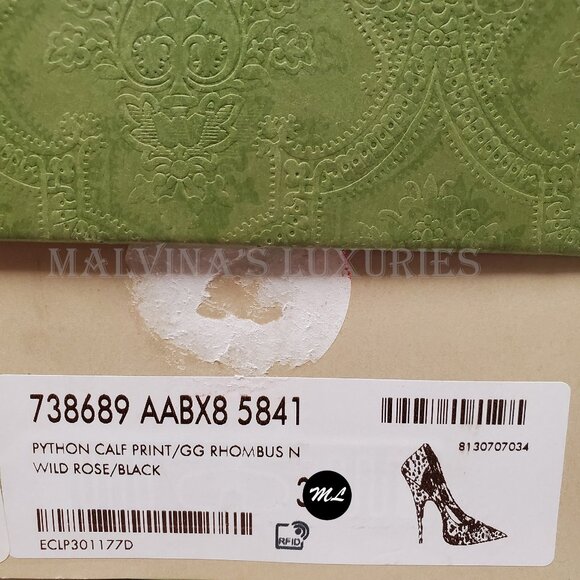 MALVINA'S LUXURIES
738689 AABX8 5841
8130707034
PYTHON CALF PRINT/GG RHOMBUS N
WILD ROSE/BLACK
ML
ECLP301177D
RFID